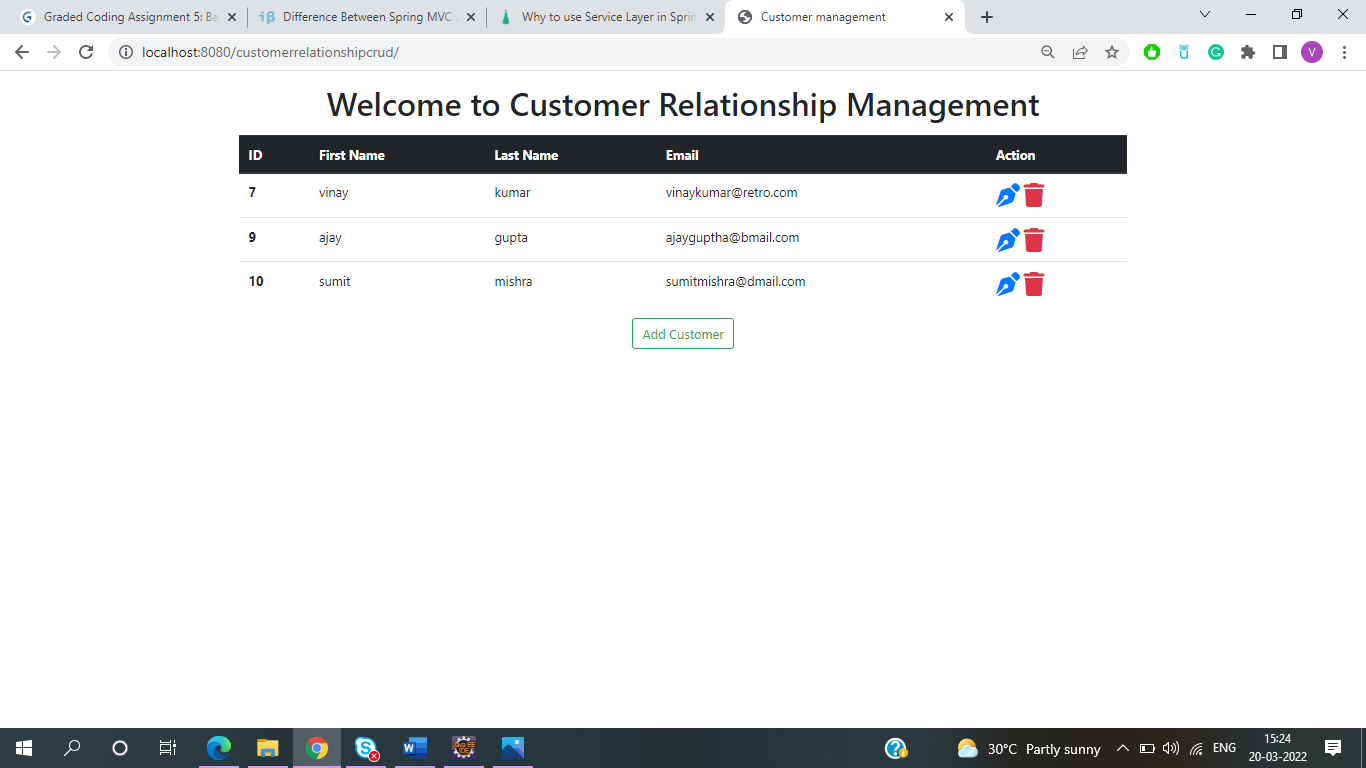 Graded Coding Assignment 5: Ba
Difference Between Spring MVC
Why to use Service Layer in Sprin
Customer management
localhost:8080/customerrelationshipcrud/
V
Welcome to Customer Relationship Management
ID First Name Last Name Email Action
7 vinay kumar vinaykumar@retro.com
9 ajay gupta ajayguptha@bmail.com
10 sumit mishra sumitmishra@dmail.com
Add Customer
30°C Partly sunny
ENG
15:24
20-03-2022